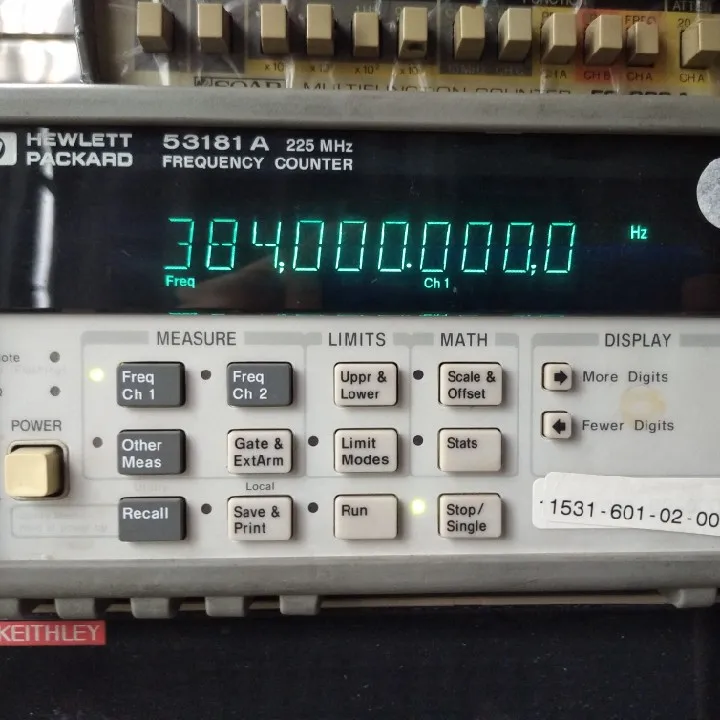 HEWLETT PACKARD
53181A 225 MHz
FREQUENCY COUNTER
384,000.000,0 Hz
Freq Ch 1
MEASURE LIMITS MATH DISPLAY
POWER
Freq Ch 1
Freq Ch 2
Uppr & Lower
Scale & Offset
More Digits
Other Meas
Gate & ExtArm
Limit Modes
Stats
Fewer Digits
Local
Recall
Save & Print
Run
Stop/ Single
1531-601-02-00
KEITHLEY